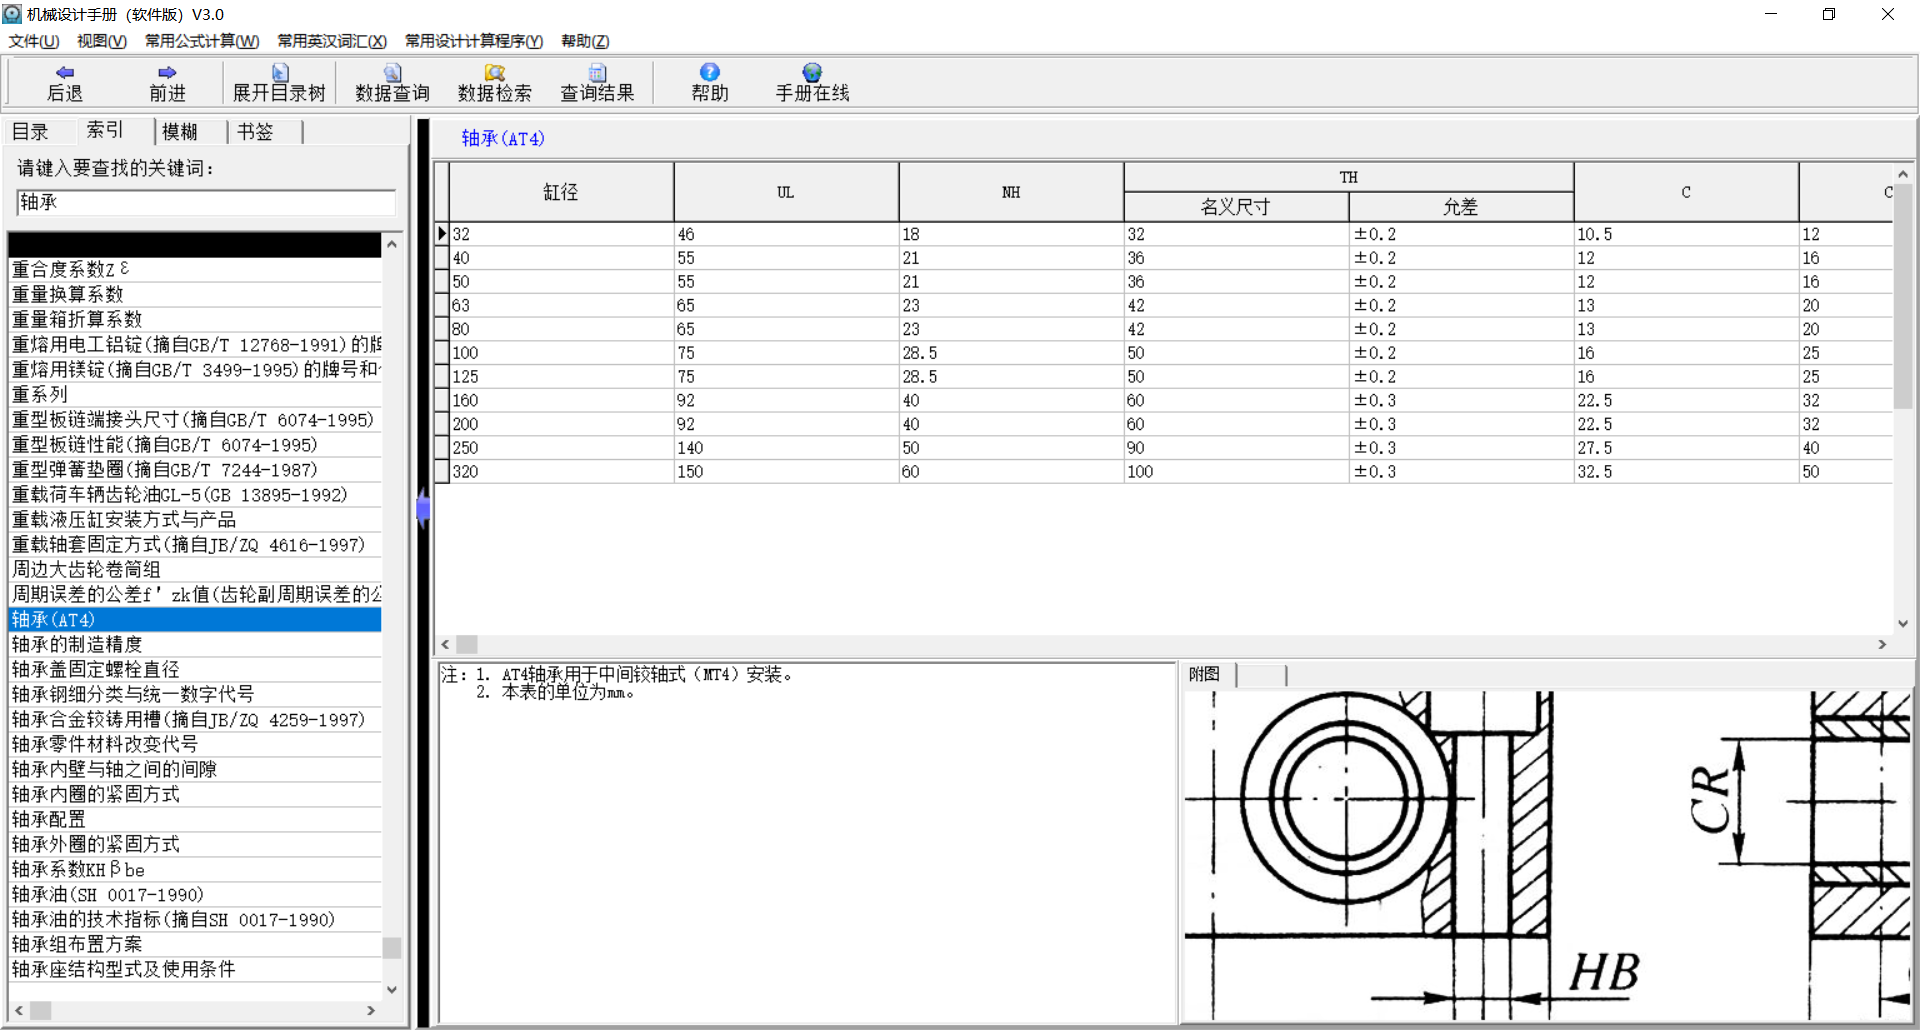 机械设计手册（软件版）V3.0
文件(U) 视图(V) 常用公式计算(W) 常用英汉词汇(X) 常用设计计算程序(Y) 帮助(Z)
后退 前进 展开目录树 数据查询 数据检索 查询结果 帮助 手册在线
目录 索引 模糊 书签
请键入要查找的关键词:
轴承
重合度系数Zε
重量换算系数
重量箱折算系数
重熔用电工铝锭(摘自GB/T 12768-1991)的牌
重熔用镁锭(摘自GB/T 3499-1995)的牌号和
重系列
重型板链端接头尺寸(摘自GB/T 6074-1995)
重型板链性能(摘自GB/T 6074-1995)
重型弹簧垫圈(摘自GB/T 7244-1987)
重载荷车辆齿轮油GL-5(GB 13895-1992)
重载液压缸安装方式与产品
重载轴套固定方式(摘自JB/ZQ 4616-1997)
周边大齿轮卷筒组
周期误差的公差f'zk值(齿轮副周期误差的公
轴承(AT4)
轴承的制造精度
轴承盖固定螺栓直径
轴承钢细分类与统一数字代号
轴承合金铰铸用槽(摘自JB/ZQ 4259-1997)
轴承零件材料改变代号
轴承内壁与轴之间的间隙
轴承内圈的紧固方式
轴承配置
轴承外圈的紧固方式
轴承系数KHβbe
轴承油(SH 0017-1990)
轴承油的技术指标(摘自SH 0017-1990)
轴承组布置方案
轴承座结构型式及使用条件
轴承(AT4)
缸径 UL NH TH C C
名义尺寸 允差
32 46 18 32 ±0.2 10.5 12
40 55 21 36 ±0.2 12 16
50 55 21 36 ±0.2 12 16
63 65 23 42 ±0.2 13 20
80 65 23 42 ±0.2 13 20
100 75 28.5 50 ±0.2 16 25
125 75 28.5 50 ±0.2 16 25
160 92 40 60 ±0.3 22.5 32
200 92 40 60 ±0.3 22.5 32
250 140 50 90 ±0.3 27.5 40
320 150 60 100 ±0.3 32.5 50
注: 1. AT4轴承用于中间铰轴式（MT4）安装。
2. 本表的单位为mm。
附图
CR
HB